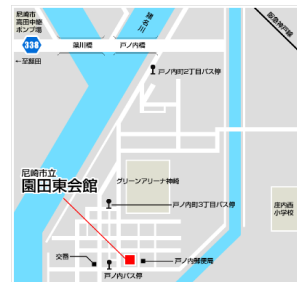 尼崎市
高田中継
ポンプ場
338
←至飯田
藻川橋
戸ノ内橋
猪名川
阪急神戸線
戸ノ内町2丁目バス停
尼崎市立
園田東会館
グリーンアリーナ神崎
戸ノ内町3丁目バス停
庄内西
小学校
交番
戸ノ内郵便局
戸ノ内バス停